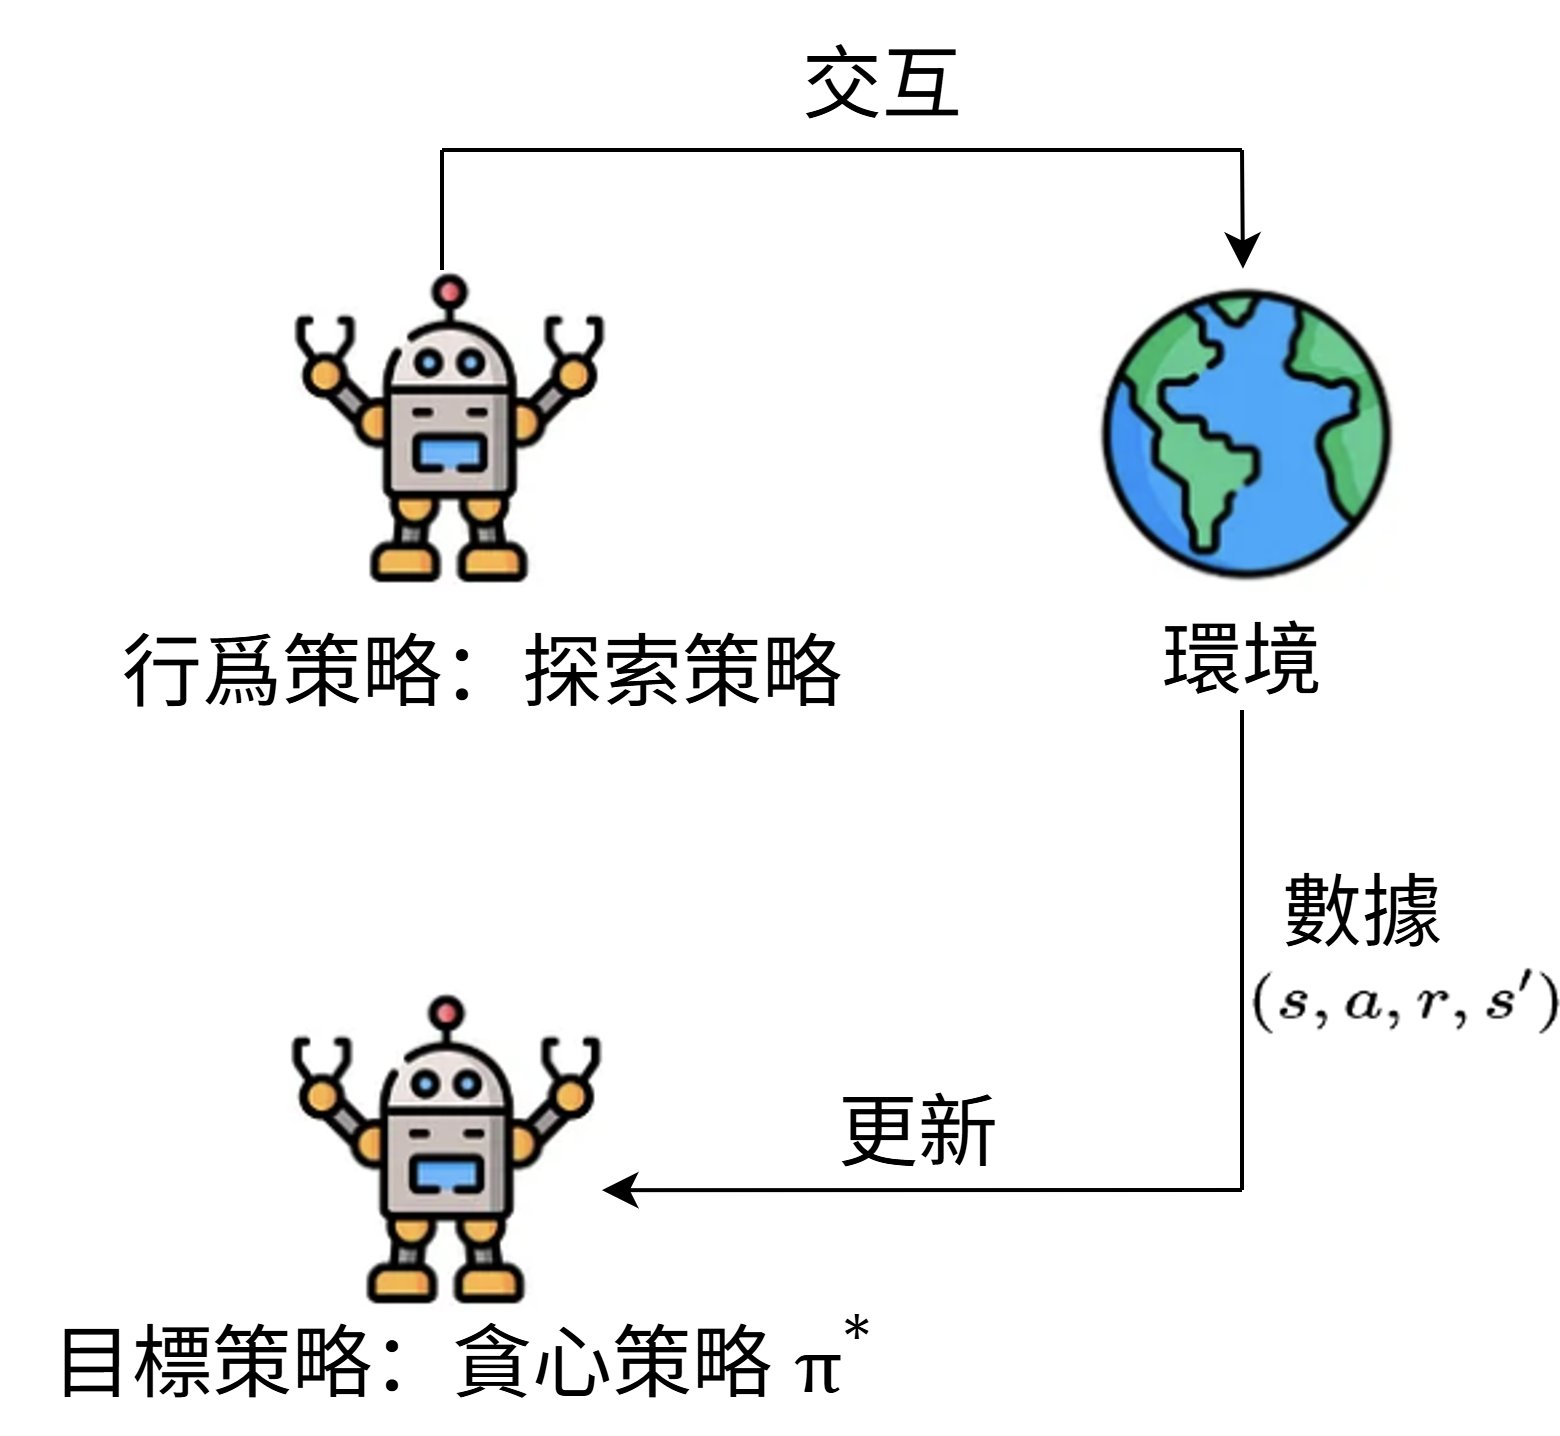 交互
行爲策略：探索策略
環境
數據
(s, a, r, s′)
更新
目標策略：貪心策略 π*